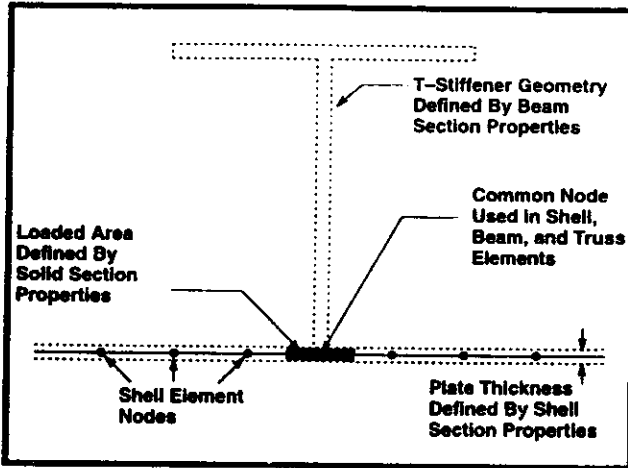 T-Stiffener Geometry
Defined By Beam
Section Properties
Common Node
Used in Shell,
Beam, and Truss
Elements
Loaded Area
Defined By
Solid Section
Properties
Shell Element
Nodes
Plate Thickness
Defined By Shell
Section Properties